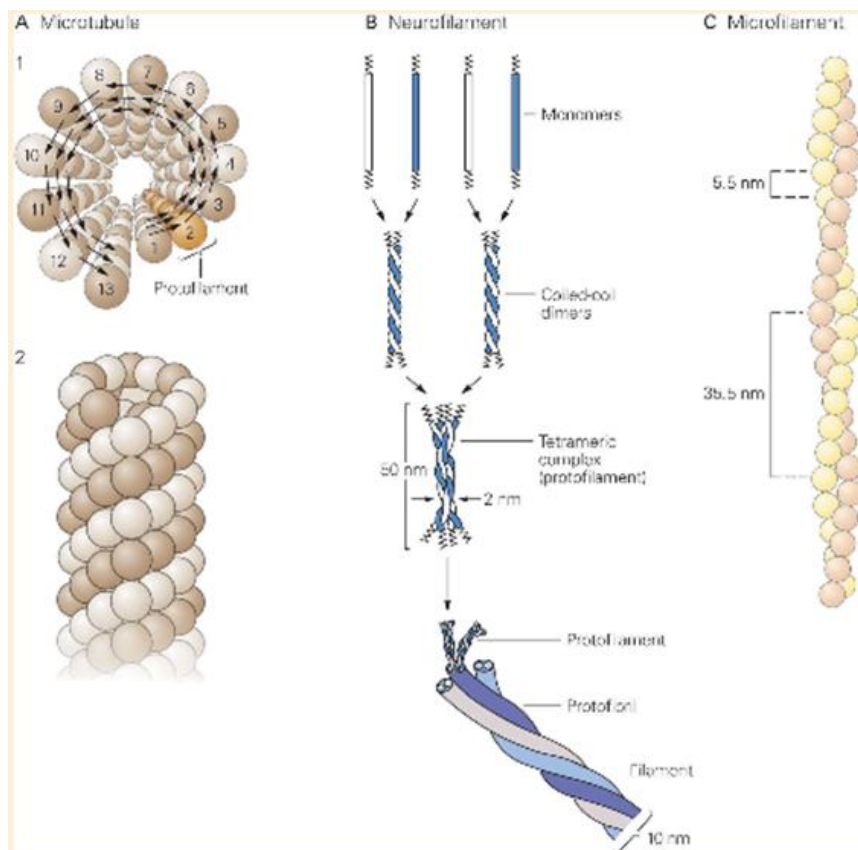 A Microtubule
1
7
8
6
9
5
10
4
11
3
2
1
12
13
Protofilament
2
B Neurofilament
Monomers
Coiled-coil
dimers
Tetrameric
complex
(protofilament)
50 nm
2 nm
Protofilament
Protofibril
Filament
10 nm
C Microfilament
5.5 nm
35.5 nm